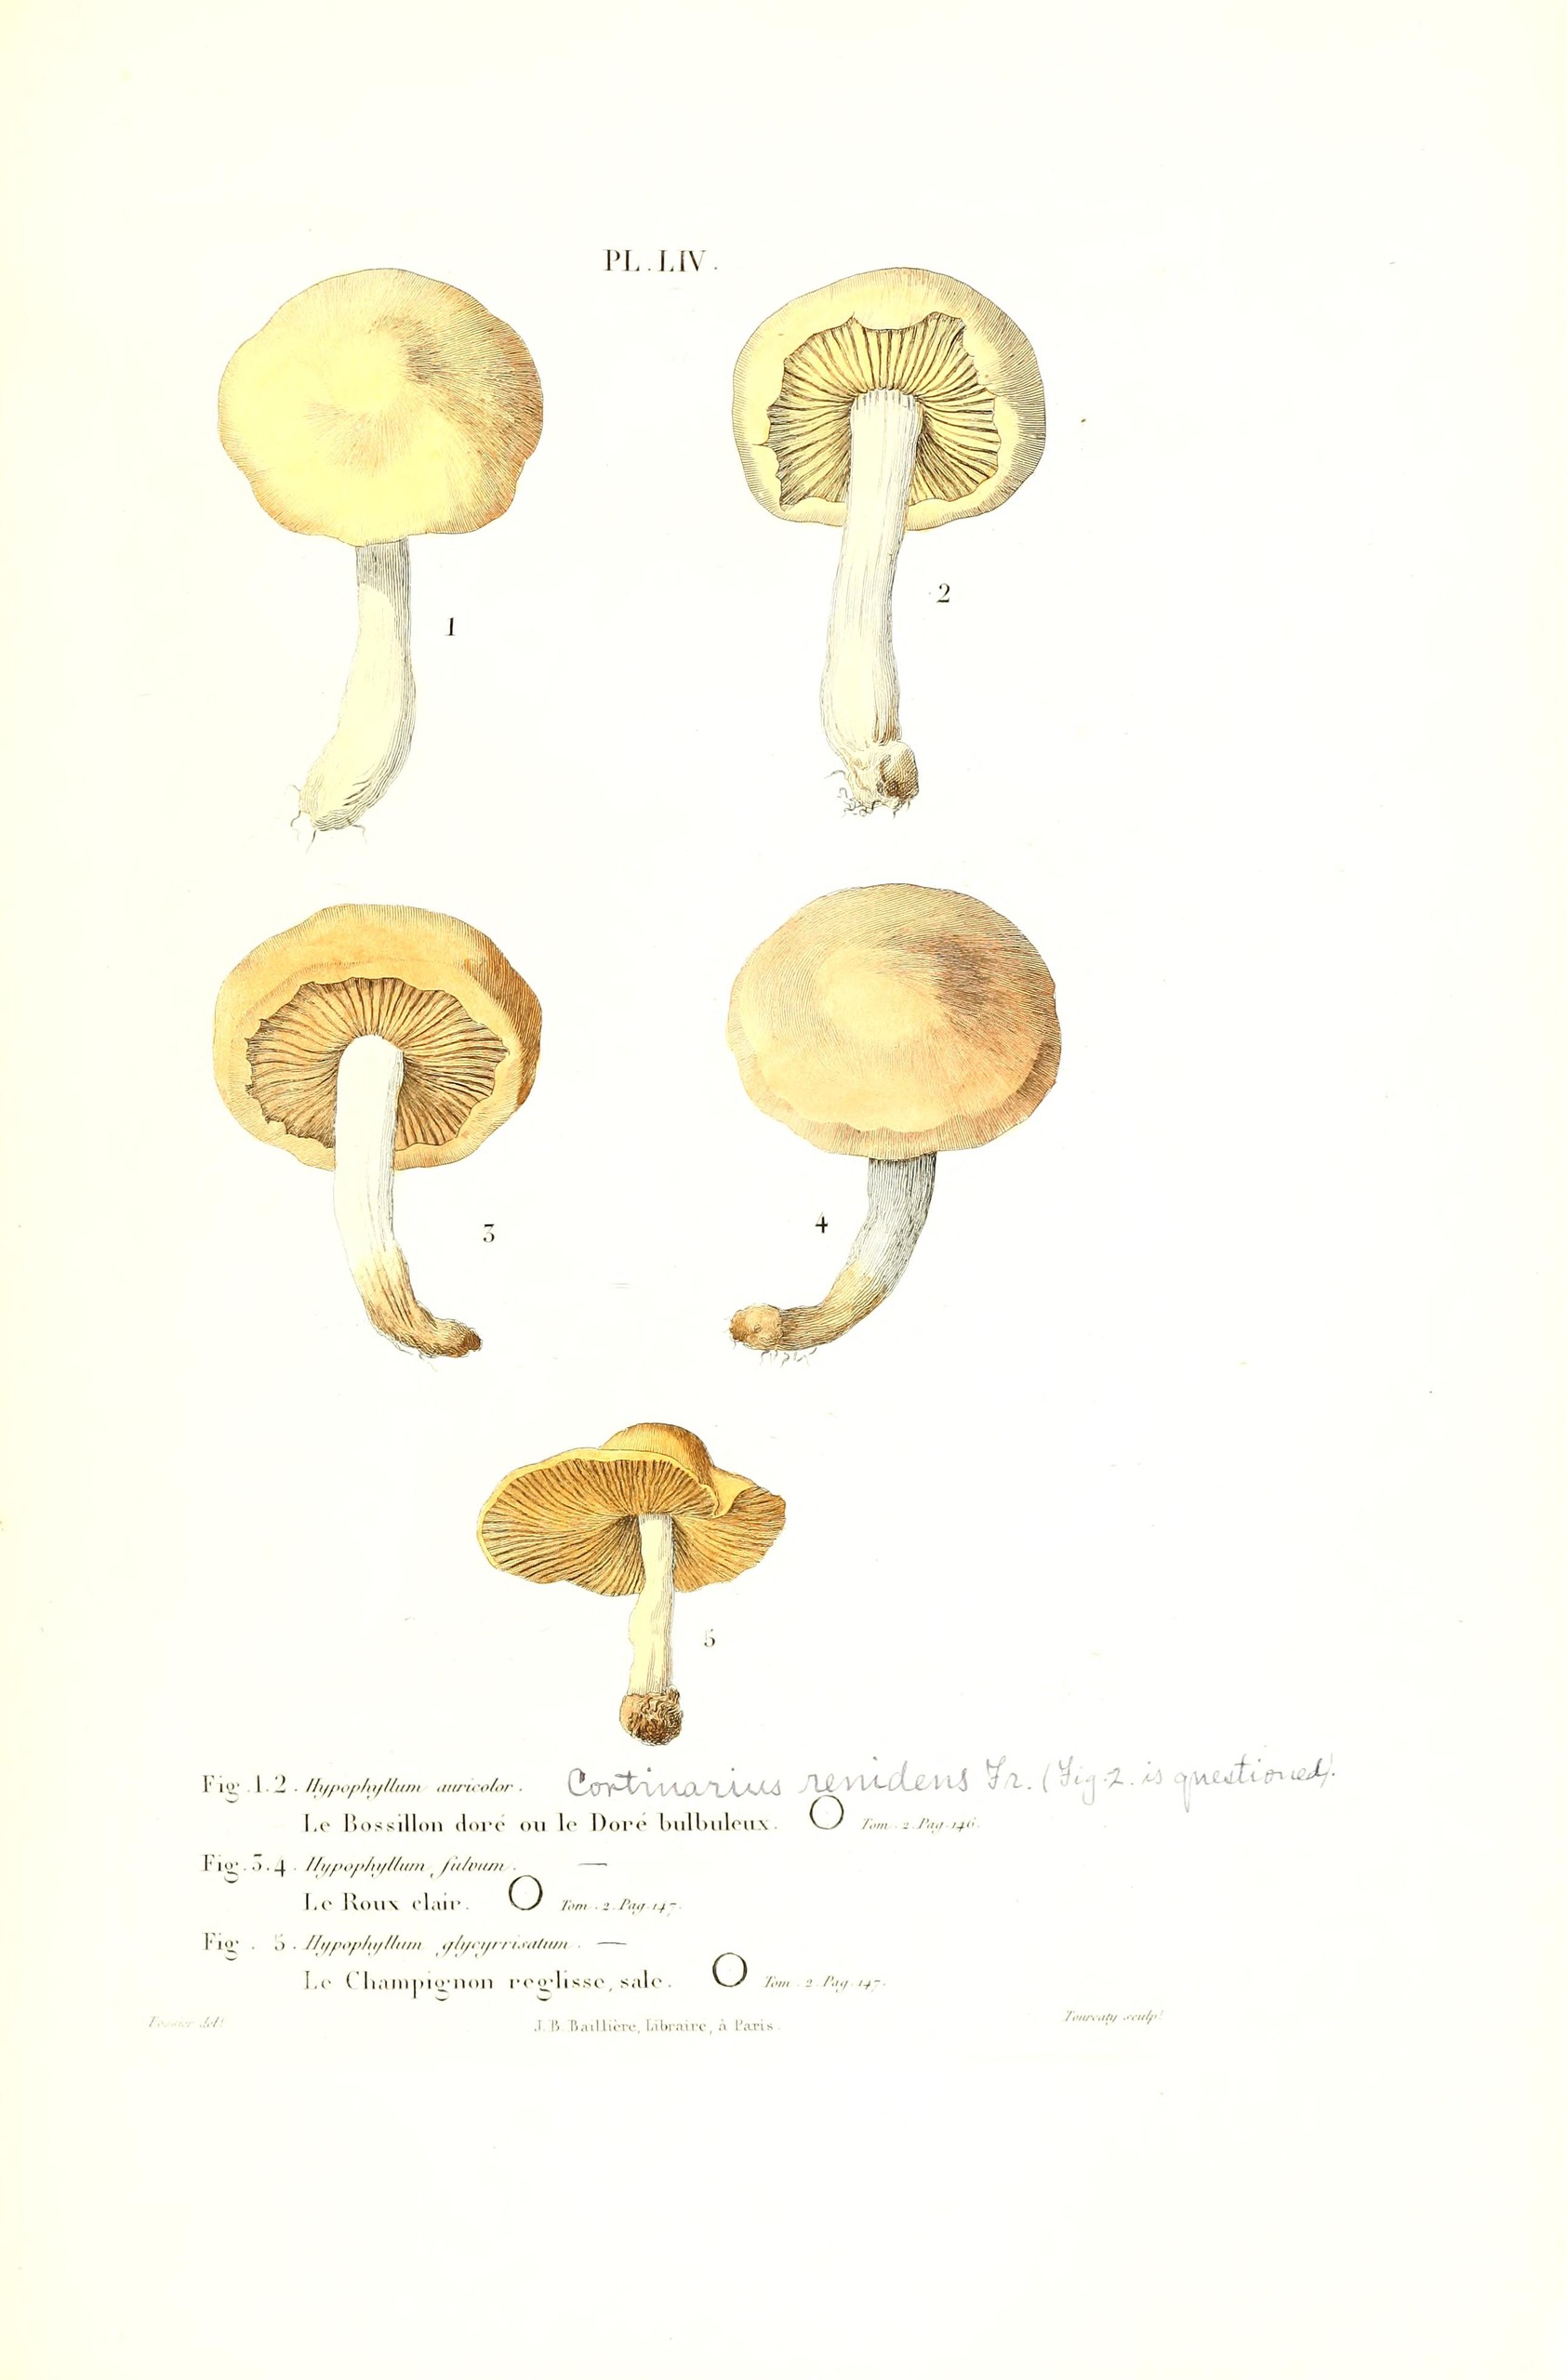 PL. LIV.
1
2
3
4
5
Fig. 1. 2. Hypophyllum auricolor. Cortinarius renidens Fr. (Fig. 2. is questioned).
Le Bossillon doré ou le Doré bulbuleux. Tom. 2. Pag. 146.
Fig. 3. 4. Hypophyllum fulvum. —
Le Roux clair. Tom. 2. Pag. 147.
Fig. 5. Hypophyllum glycyrrisatum. —
Le Champignon reglisse, sale. Tom. 2. Pag. 147.
Fossier del.t J. B. Baillière, Libraire, à Paris. Tourcaty sculp.t